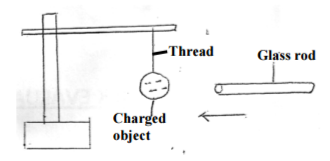 Thread
Glass rod
Charged
object